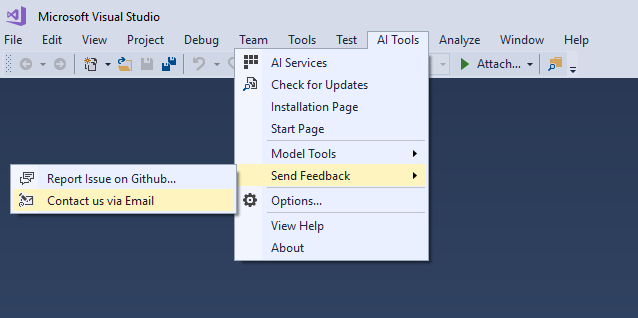 Microsoft Visual Studio
File Edit View Project Debug Team Tools Test AI Tools Analyze Window Help
Attach...
AI Services
Check for Updates
Installation Page
Start Page
Model Tools
Send Feedback
Report Issue on Github...
Contact us via Email
Options...
View Help
About